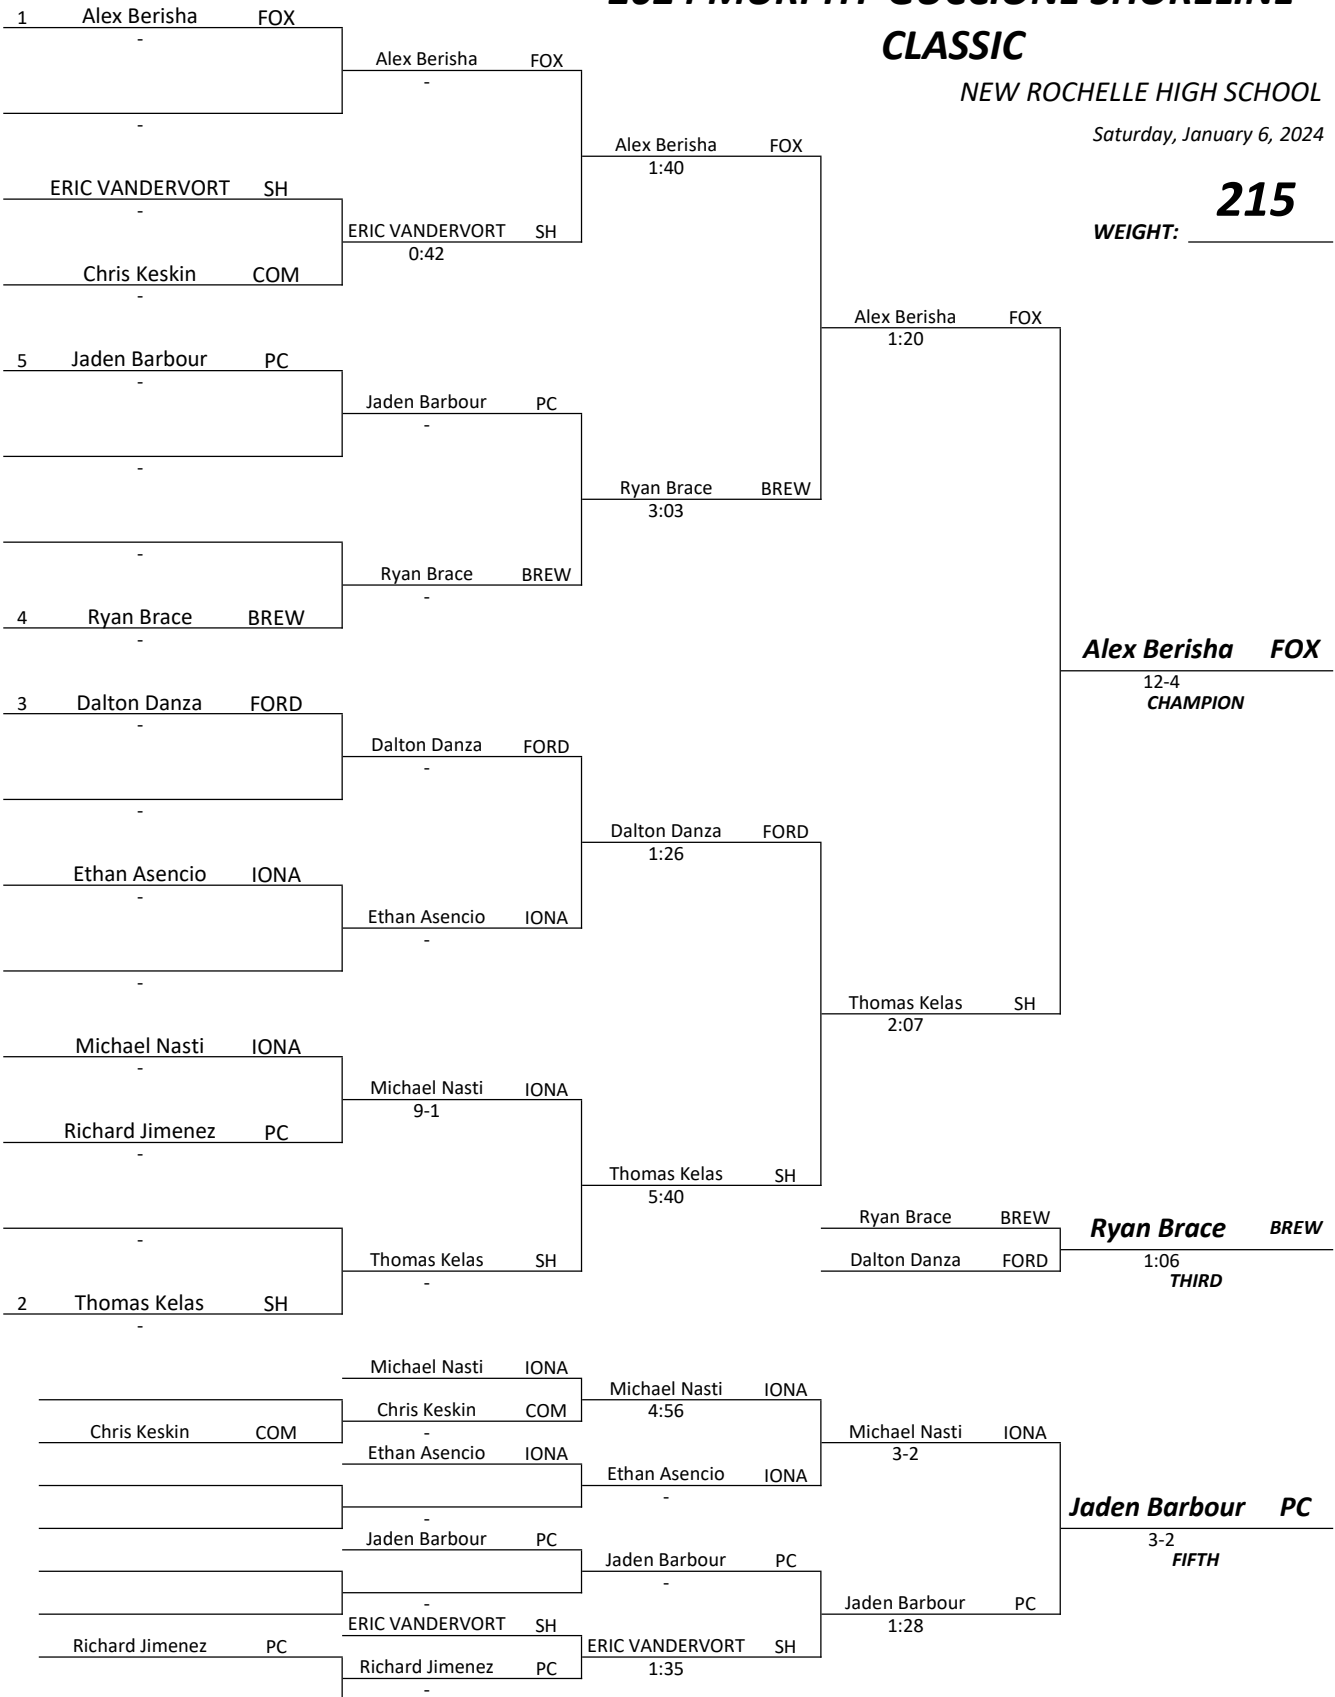 CLASSIC
NEW ROCHELLE HIGH SCHOOL
Saturday, January 6, 2024
215
WEIGHT:
1 Alex Berisha FOX
-
Alex Berisha FOX
-
-
Alex Berisha FOX
1:40
ERIC VANDERVORT SH
-
ERIC VANDERVORT SH
0:42
Chris Keskin COM
-
Alex Berisha FOX
1:20
5 Jaden Barbour PC
-
Jaden Barbour PC
-
-
Ryan Brace BREW
3:03
-
Ryan Brace BREW
-
4 Ryan Brace BREW
-
Alex Berisha FOX
12-4
CHAMPION
3 Dalton Danza FORD
-
Dalton Danza FORD
-
-
Dalton Danza FORD
1:26
Ethan Asencio IONA
-
Ethan Asencio IONA
-
-
Thomas Kelas SH
2:07
Michael Nasti IONA
-
Michael Nasti IONA
9-1
Richard Jimenez PC
-
Thomas Kelas SH
5:40
-
Thomas Kelas SH
-
2 Thomas Kelas SH
-
Ryan Brace BREW
Dalton Danza FORD
Ryan Brace BREW
1:06
THIRD
Michael Nasti IONA
Michael Nasti IONA
4:56
Chris Keskin COM
-
Chris Keskin COM
Michael Nasti IONA
3-2
Ethan Asencio IONA
Ethan Asencio IONA
-
-
Jaden Barbour PC
3-2
FIFTH
Jaden Barbour PC
Jaden Barbour PC
-
-
Jaden Barbour PC
1:28
ERIC VANDERVORT SH
ERIC VANDERVORT SH
1:35
Richard Jimenez PC
Richard Jimenez PC
-